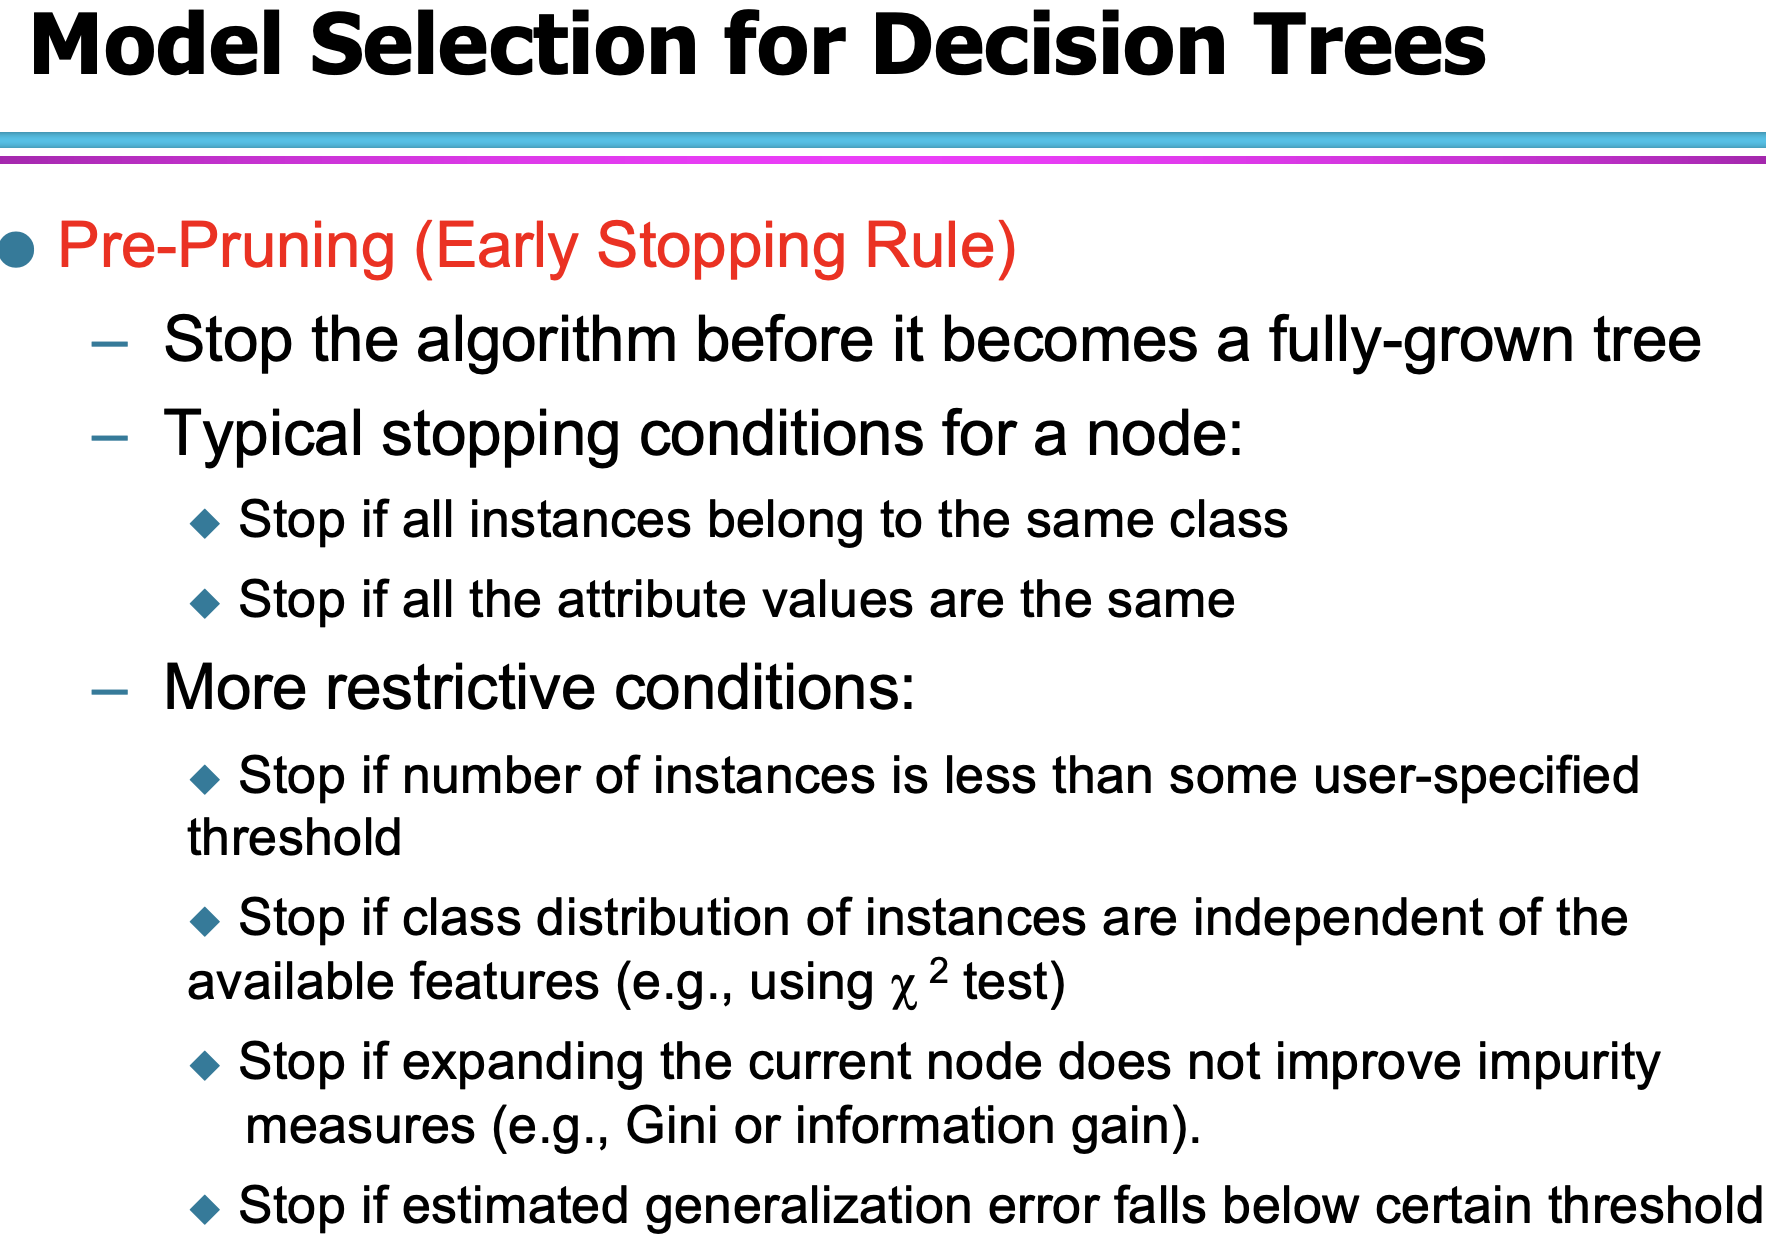 Model Selection for Decision Trees
● Pre-Pruning (Early Stopping Rule)
– Stop the algorithm before it becomes a fully-grown tree
– Typical stopping conditions for a node:
◆ Stop if all instances belong to the same class
◆ Stop if all the attribute values are the same
– More restrictive conditions:
◆ Stop if number of instances is less than some user-specified
threshold
◆ Stop if class distribution of instances are independent of the
available features (e.g., using χ ² test)
◆ Stop if expanding the current node does not improve impurity
measures (e.g., Gini or information gain).
◆ Stop if estimated generalization error falls below certain threshold